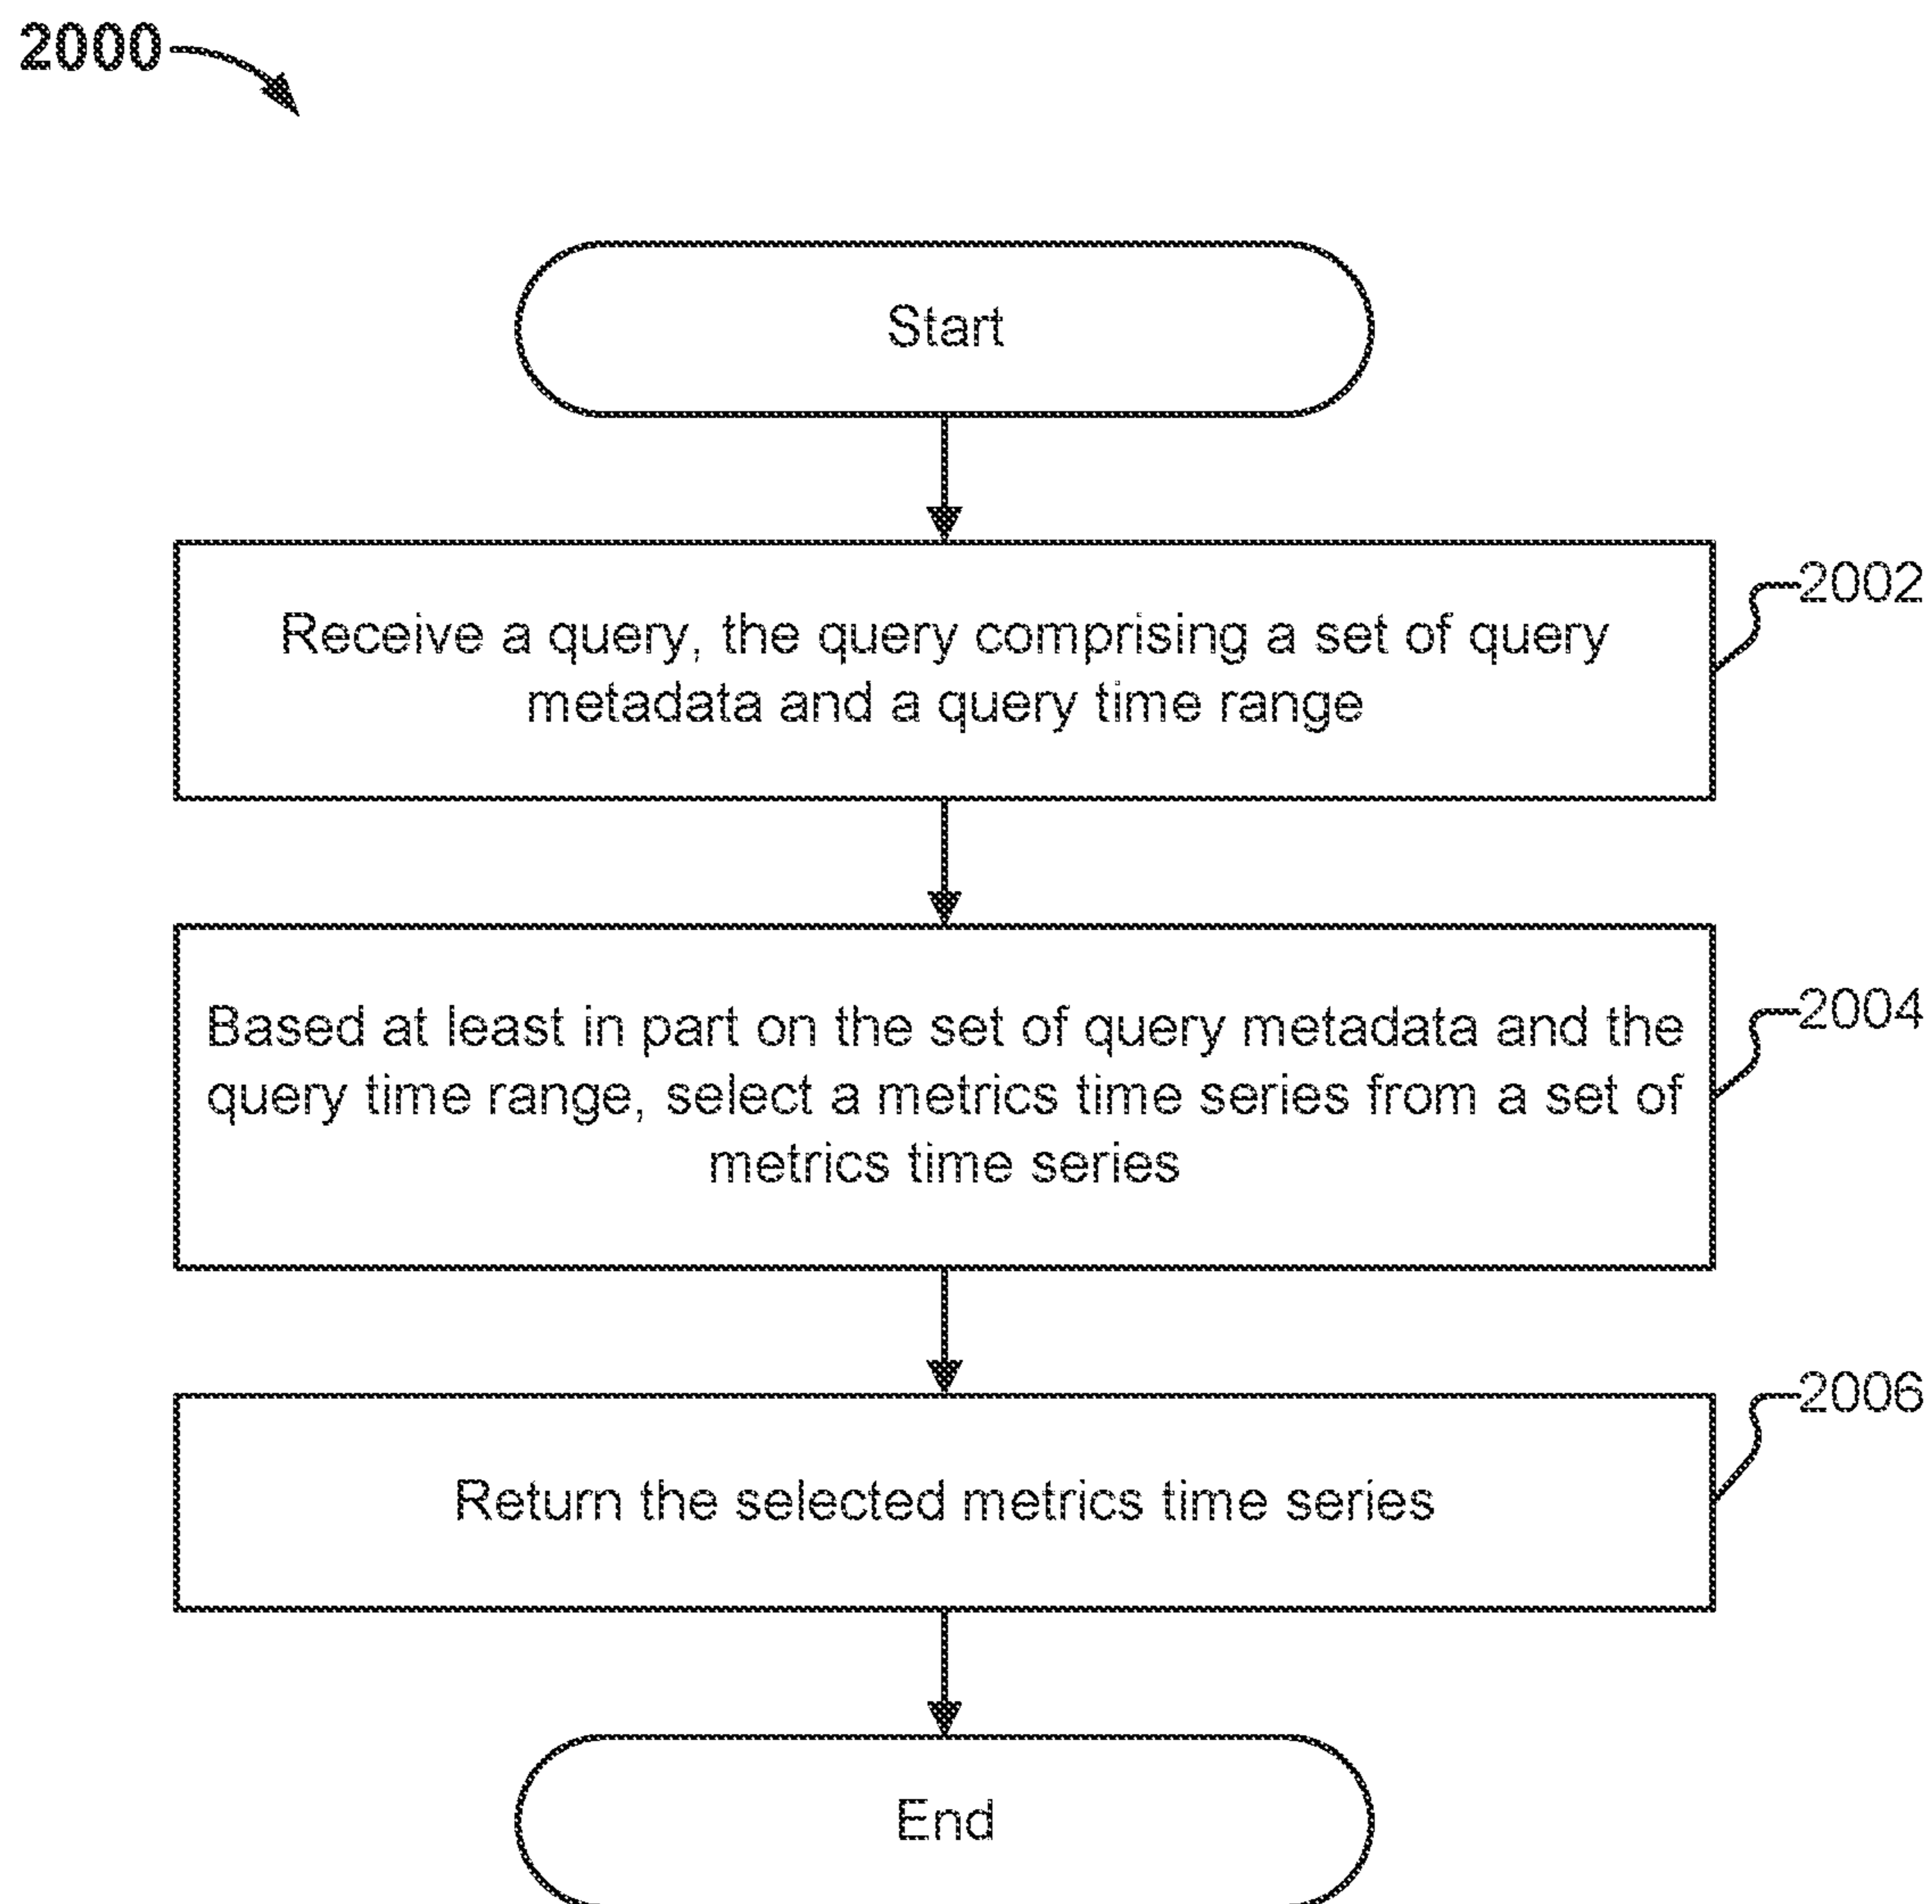 2000
Start
Receive a query, the query comprising a set of query
metadata and a query time range
2002
Based at least in part on the set of query metadata and the
query time range, select a metrics time series from a set of
metrics time series
2004
Return the selected metrics time series
2006
End